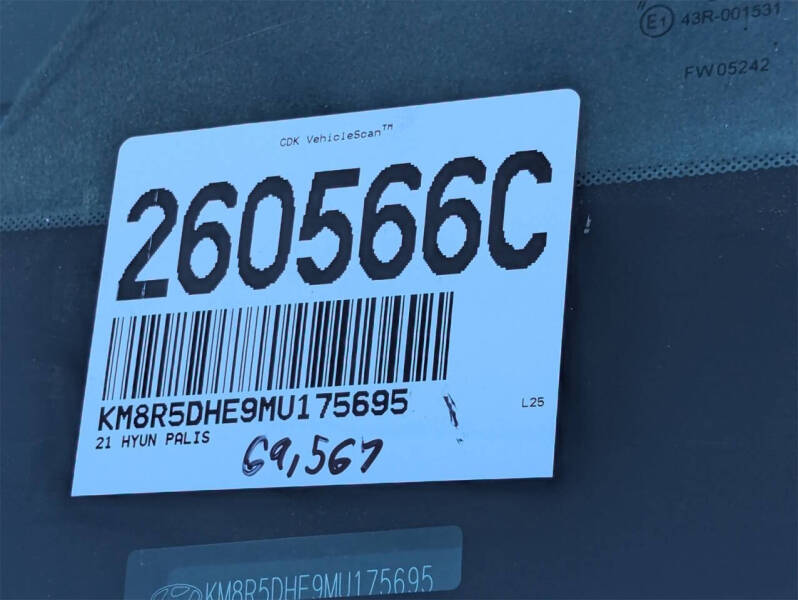 E1 43R-001531
FW05242
CDK VehicleScan™
260566C
KM8R5DHE9MU175695
L25
21 HYUN PALIS
69,567
KM8R5DHE9MU175695